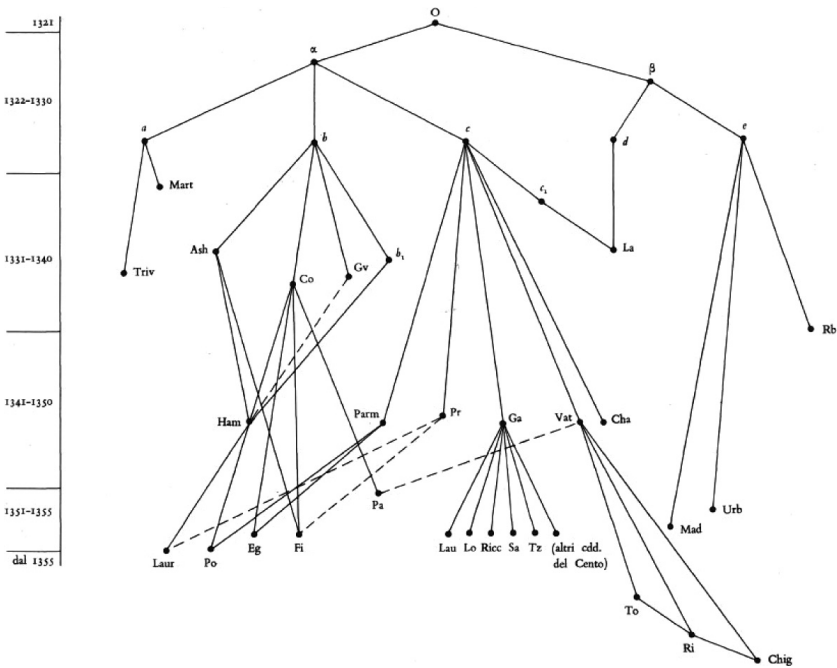 1321
O
α
β
1322-1330
a
b
c
d
e
Mart
c₁
Ash
La
1331-1340
b₁
Gv
Triv
Co
Rb
1341-1350
Ham
Parm
Pr
Ga
Vat
Cha
Pa
1351-1355
Urb
Mad
Laur
Po
Eg
Fi
Lau
Lo
Ricc
Sa
Tz
(altri cdd.
del Cento)
dal 1355
To
Ri
Chig